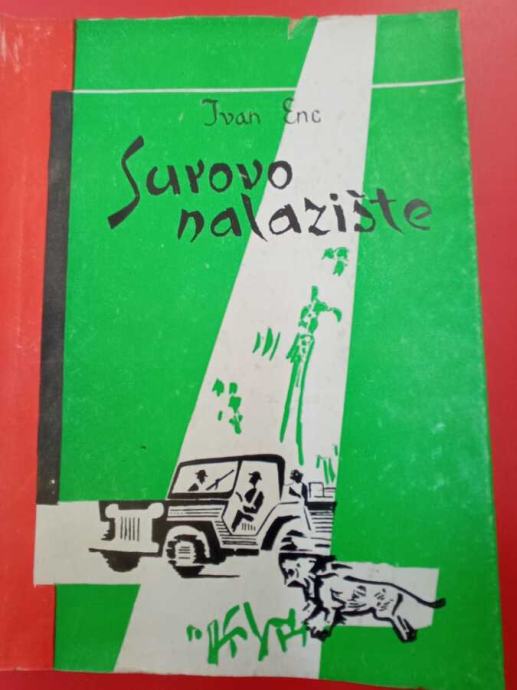 Ivan Enc
Surovo
nalazište